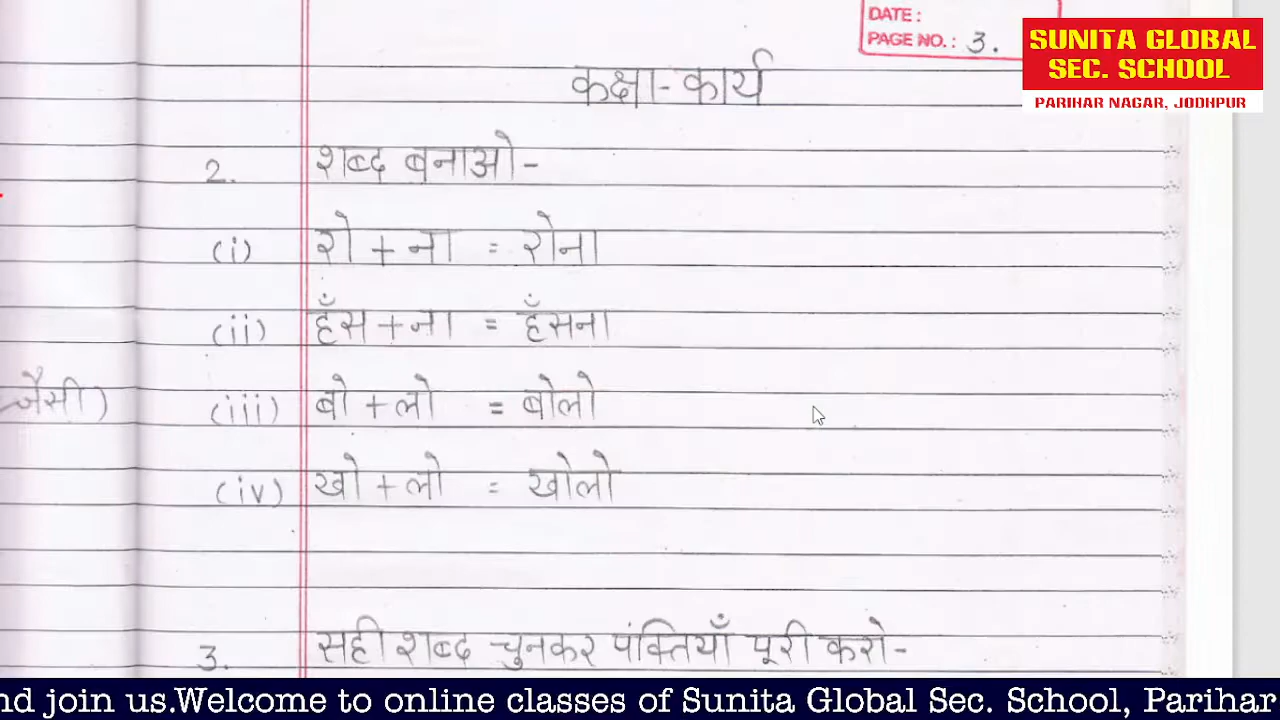 DATE :
PAGE NO. : 3.
SUNITA GLOBAL
SEC. SCHOOL
PARIHAR NAGAR, JODHPUR
कक्षा-कार्य
2. शब्द बनाओ-
(i) रो + ना = रोना
(ii) हँस + ना = हँसना
जैसी)
(iii) बो + लो = बोलो
(iv) खो + लो = खोलो
3. सही शब्द चुनकर पंक्तियाँ पूरी करो-
nd join us.Welcome to online classes of Sunita Global Sec. School, Parihar